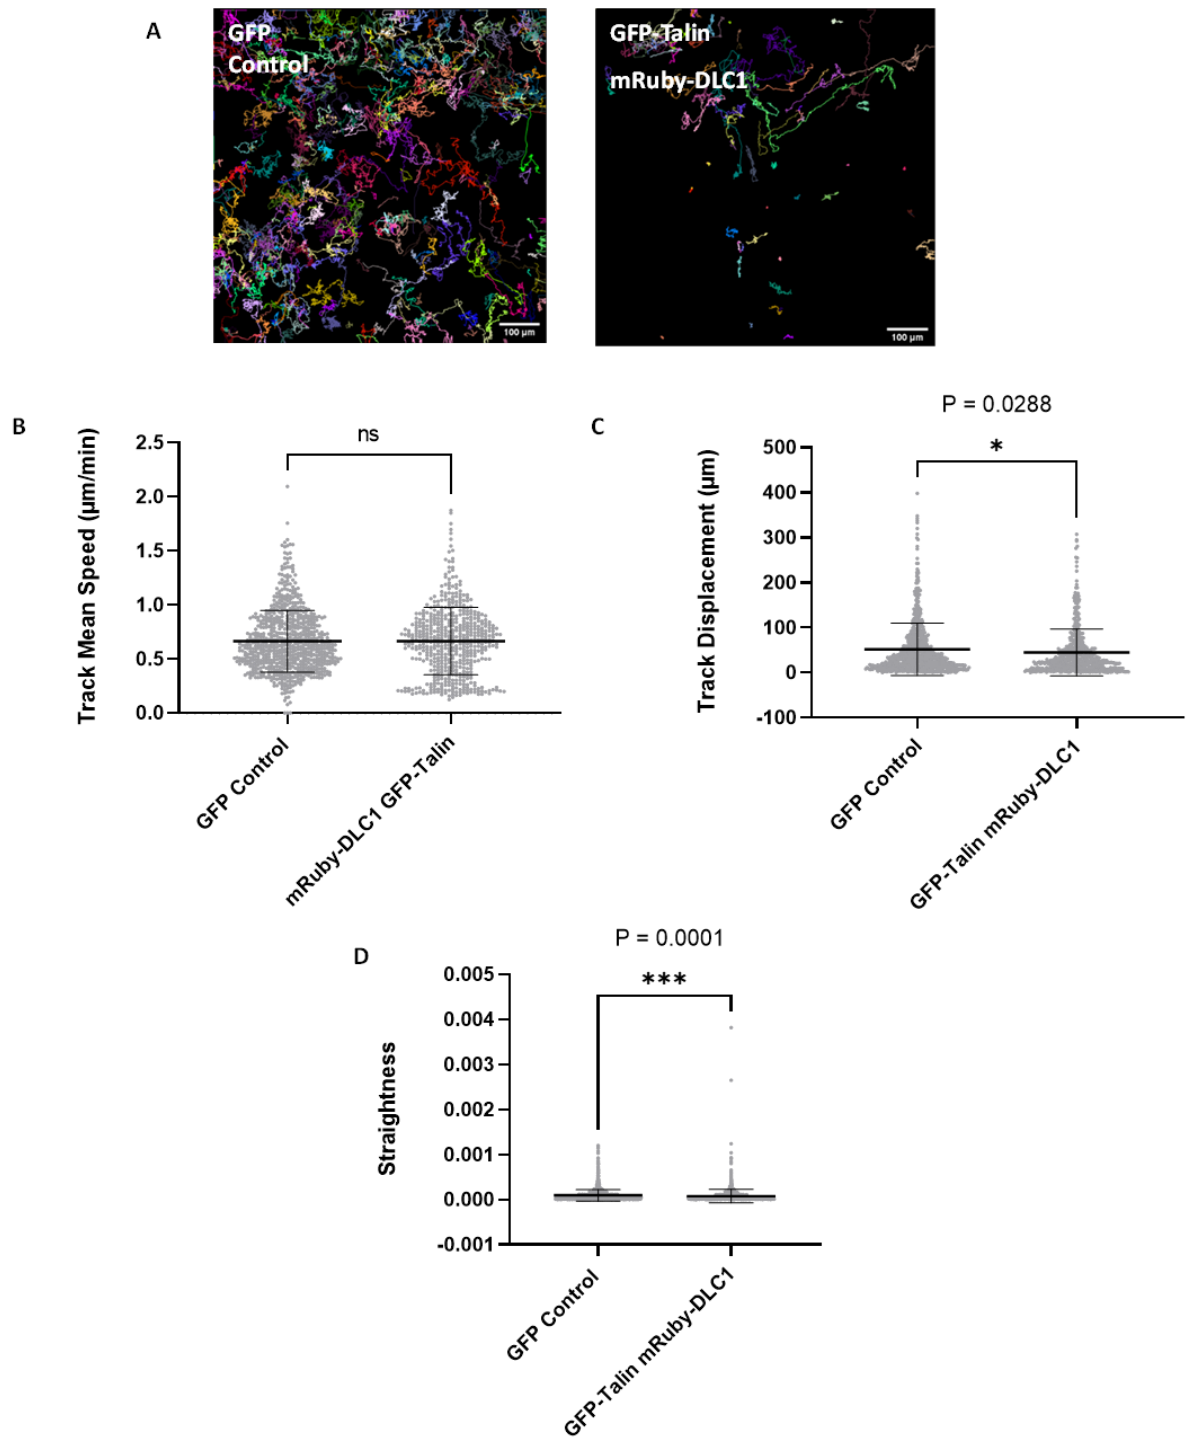 A
GFP
Control
100 µm
GFP-Talin
mRuby-DLC1
100 µm
B
Track Mean Speed (µm/min)
2.5
2.0
1.5
1.0
0.5
0.0
ns
GFP Control
mRuby-DLC1 GFP-Talin
C
P = 0.0288
*
Track Displacement (µm)
500
400
300
200
100
0
-100
GFP Control
GFP-Talin mRuby-DLC1
D
P = 0.0001
***
Straightness
0.005
0.004
0.003
0.002
0.001
0.000
-0.001
GFP Control
GFP-Talin mRuby-DLC1